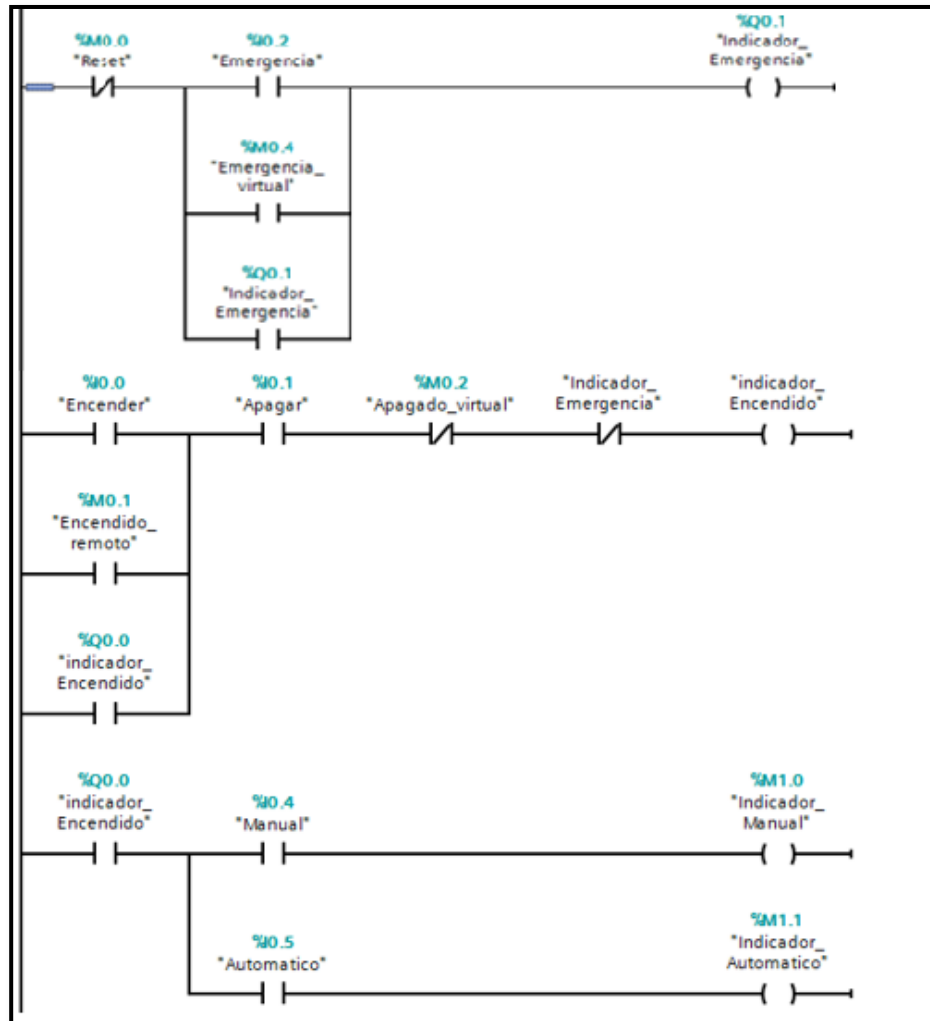 %M0.0
"Reset"
%I0.2
"Emergencia"
%Q0.1
"Indicador_
Emergencia"
%M0.4
"Emergencia_
virtual"
%Q0.1
"Indicador_
Emergencia"
%I0.0
"Encender"
%I0.1
"Apagar"
%M0.2
"Apagado_virtual"
"Indicador_
Emergencia"
"indicador_
Encendido"
%M0.1
"Encendido_
remoto"
%Q0.0
"indicador_
Encendido"
%Q0.0
"indicador_
Encendido"
%I0.4
"Manual"
%M1.0
"Indicador_
Manual"
%I0.5
"Automatico"
%M1.1
"Indicador_
Automatico"